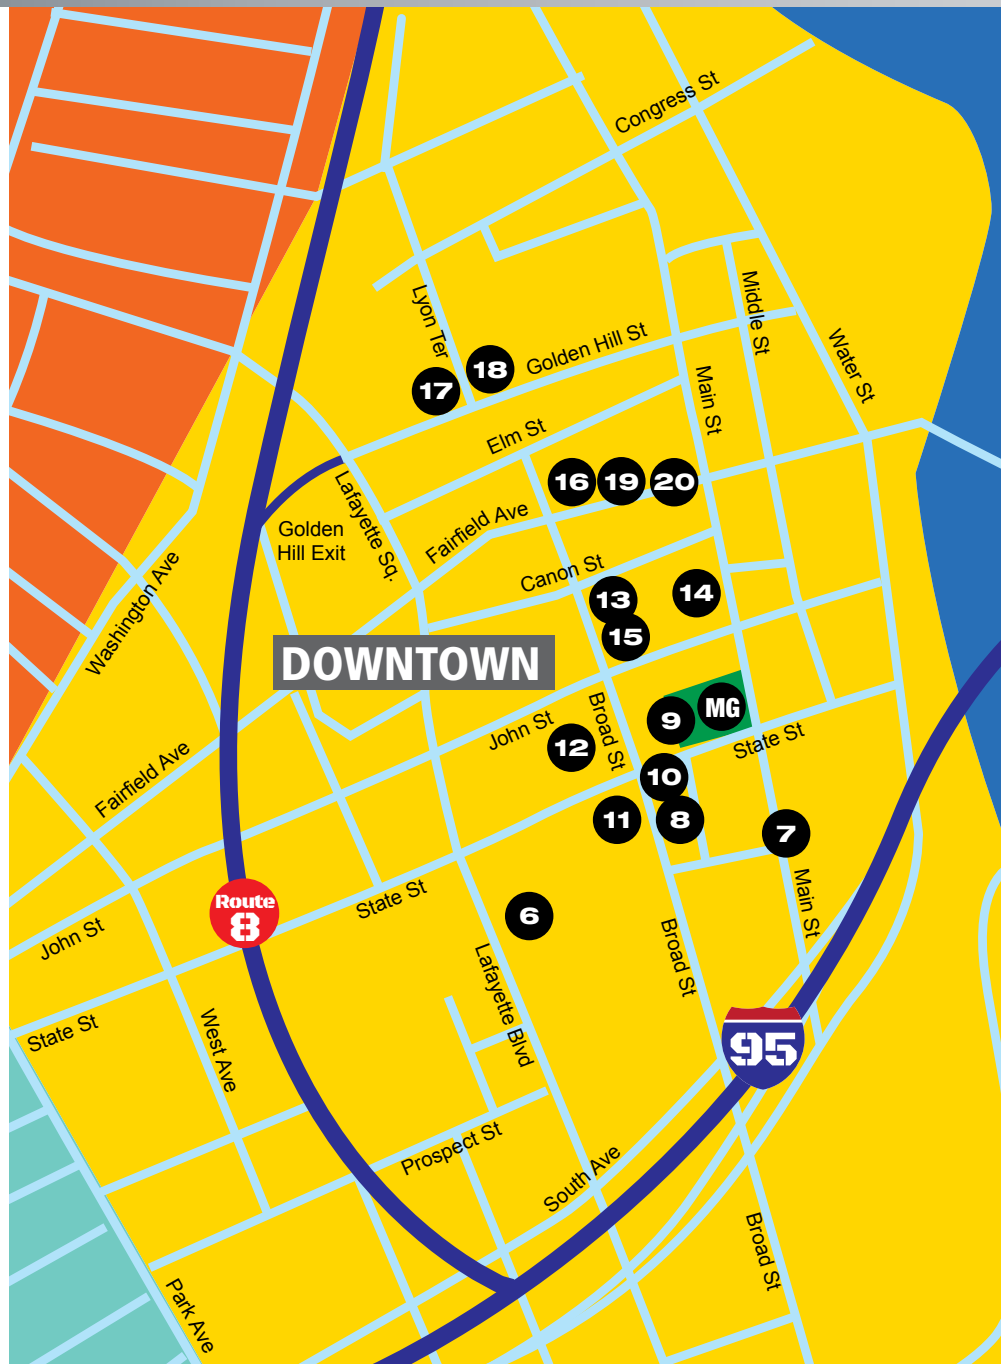 Congress St
Lyon Ter
Middle St
Water St
Golden Hill St
18
17
Main St
Elm St
16
19
20
Lafayette Sq.
Fairfield Ave
Golden
Hill Exit
Canon St
13
14
15
Washington Ave
DOWNTOWN
9
MG
Broad St
John St
12
State St
10
Fairfield Ave
11
8
7
Main St
State St
Route
8
6
John St
Broad St
Lafayette Blvd
State St
West Ave
95
Prospect St
South Ave
Broad St
Park Ave